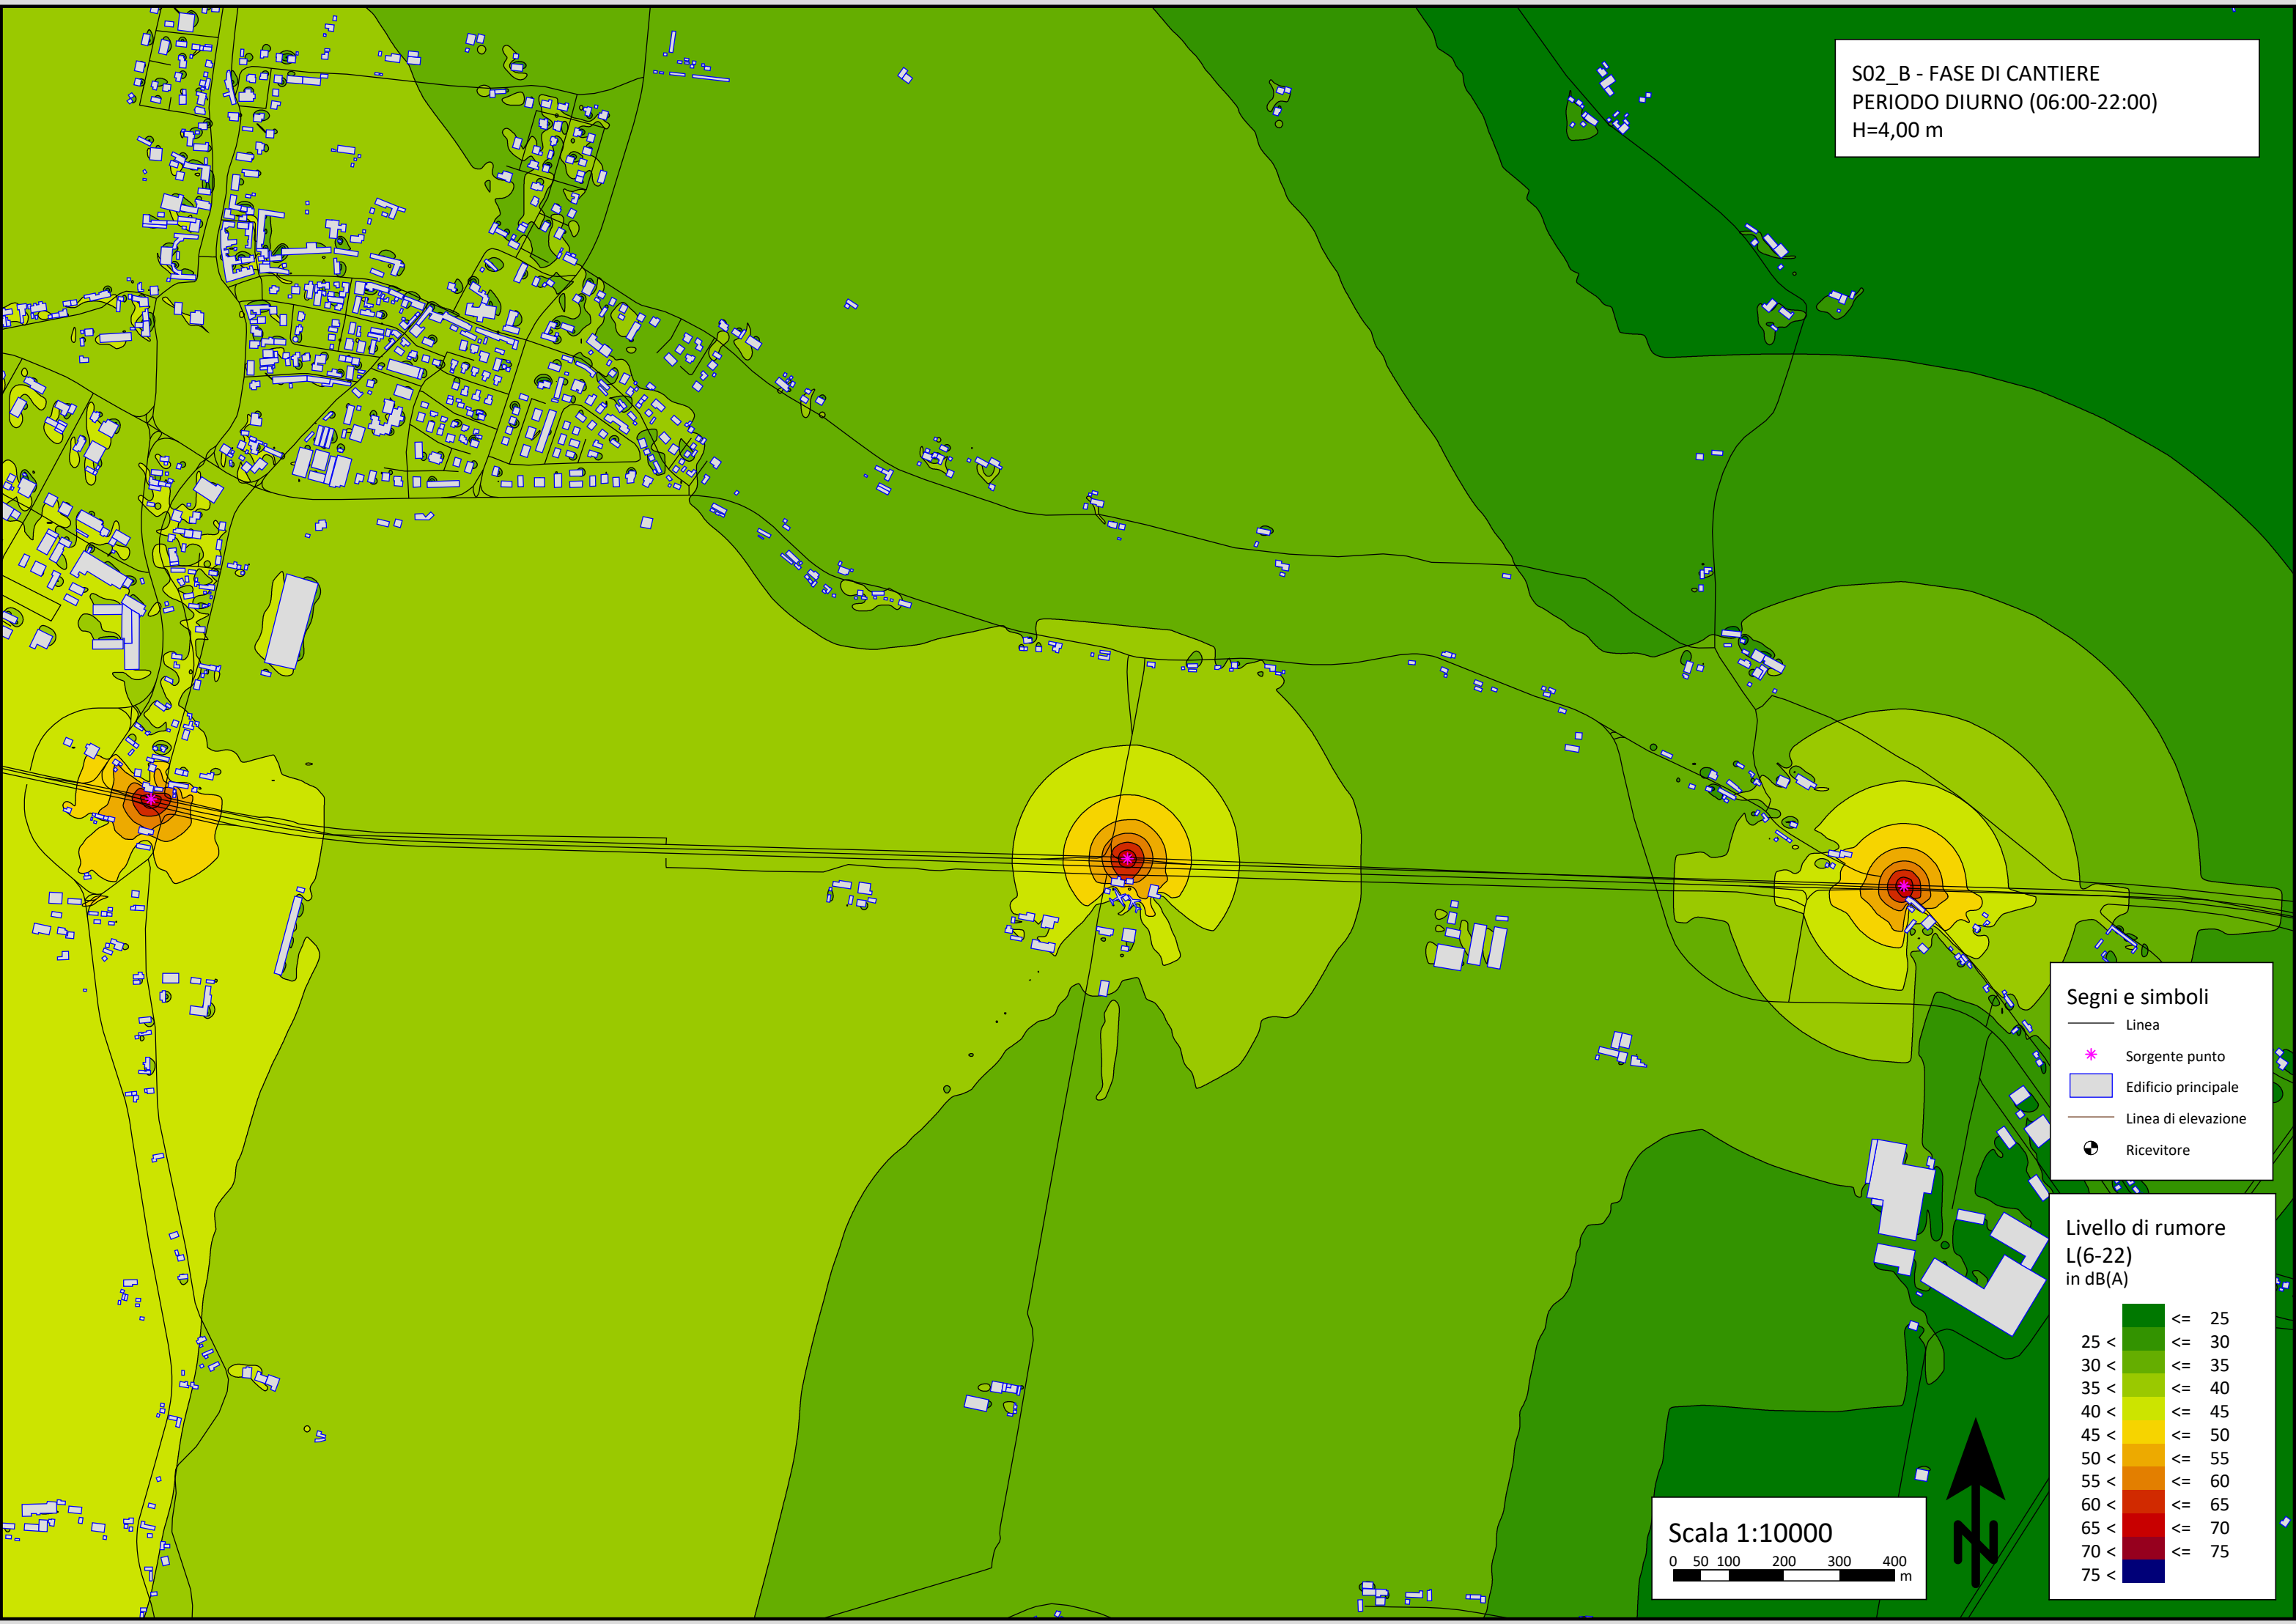 S02_B - FASE DI CANTIERE
PERIODO DIURNO (06:00-22:00)
H=4,00 m
Segni e simboli
Linea
Sorgente punto
Edificio principale
Linea di elevazione
Ricevitore
Livello di rumore
L(6-22)
in dB(A)
<= 25
25 < <= 30
30 < <= 35
35 < <= 40
40 < <= 45
45 < <= 50
50 < <= 55
55 < <= 60
60 < <= 65
65 < <= 70
70 < <= 75
75 <
Scala 1:10000
0 50 100 200 300 400
m
N